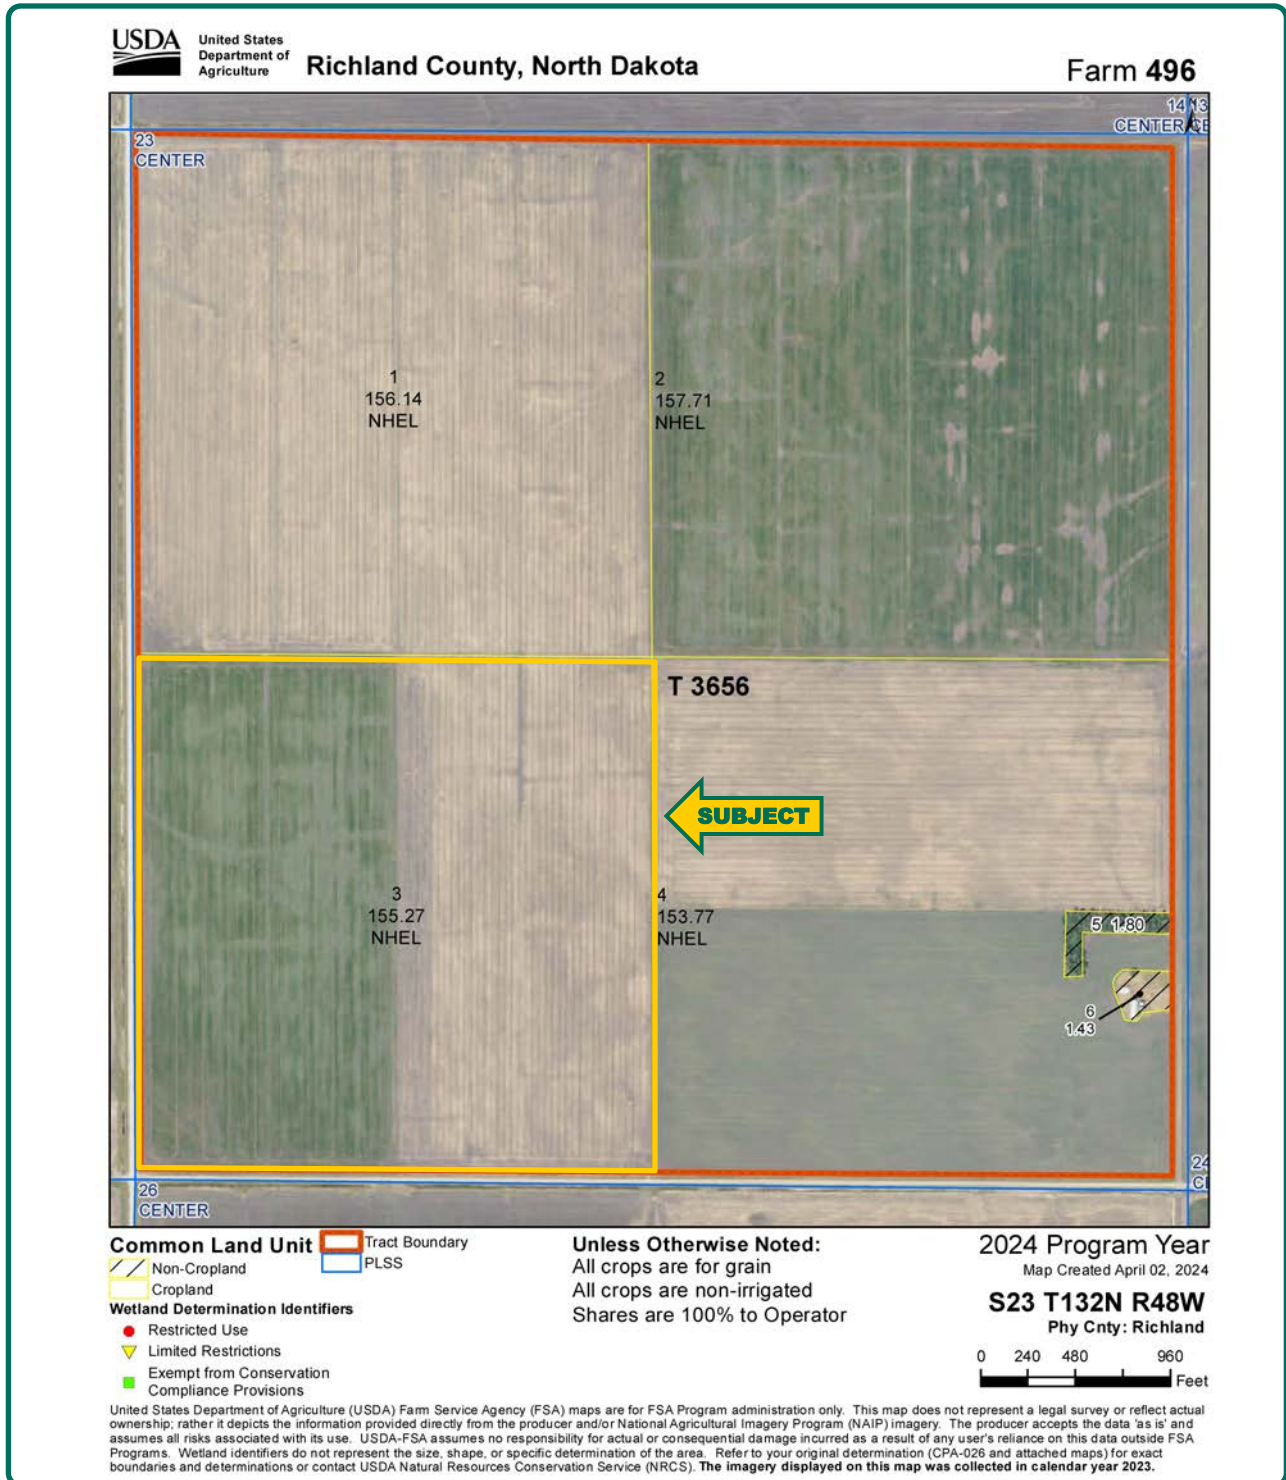 USDA
United States
Department of
Agriculture
Richland County, North Dakota
Farm 496
14 13
CENTER CE
23
CENTER
1
156.14
NHEL
2
157.71
NHEL
T 3656
SUBJECT
3
155.27
NHEL
4
153.77
NHEL
5 1.80
6
1.43
26
CENTER
24
Common Land Unit
Non-Cropland
Cropland
Tract Boundary
PLSS
Wetland Determination Identifiers
Restricted Use
Limited Restrictions
Exempt from Conservation
Compliance Provisions
Unless Otherwise Noted:
All crops are for grain
All crops are non-irrigated
Shares are 100% to Operator
2024 Program Year
Map Created April 02, 2024
S23 T132N R48W
Phy Cnty: Richland
0 240 480 960
Feet
United States Department of Agriculture (USDA) Farm Service Agency (FSA) maps are for FSA Program administration only. This map does not represent a legal survey or reflect actual
ownership; rather it depicts the information provided directly from the producer and/or National Agricultural Imagery Program (NAIP) imagery. The producer accepts the data 'as is' and
assumes all risks associated with its use. USDA-FSA assumes no responsibility for actual or consequential damage incurred as a result of any user's reliance on this data outside FSA
Programs. Wetland identifiers do not represent the size, shape, or specific determination of the area. Refer to your original determination (CPA-026 and attached maps) for exact
boundaries and determinations or contact USDA Natural Resources Conservation Service (NRCS). The imagery displayed on this map was collected in calendar year 2023.